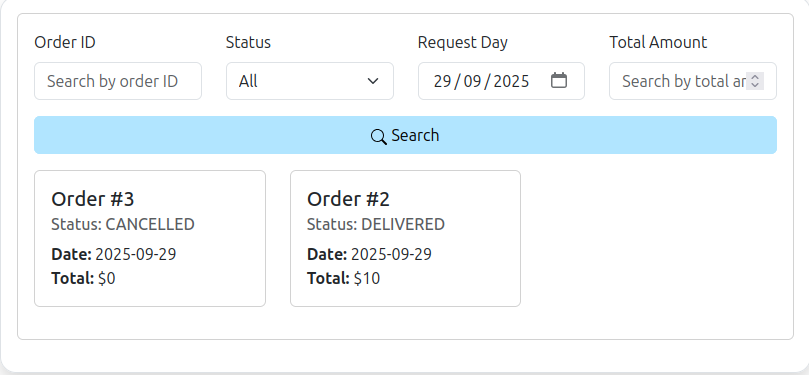 Order ID Status Request Day Total Amount
Search by order ID All 29/09/2025 Search by total
Search
Order #3 Order #2
Status: CANCELLED Status: DELIVERED
Date: 2025-09-29 Date: 2025-09-29
Total: $0 Total: $10